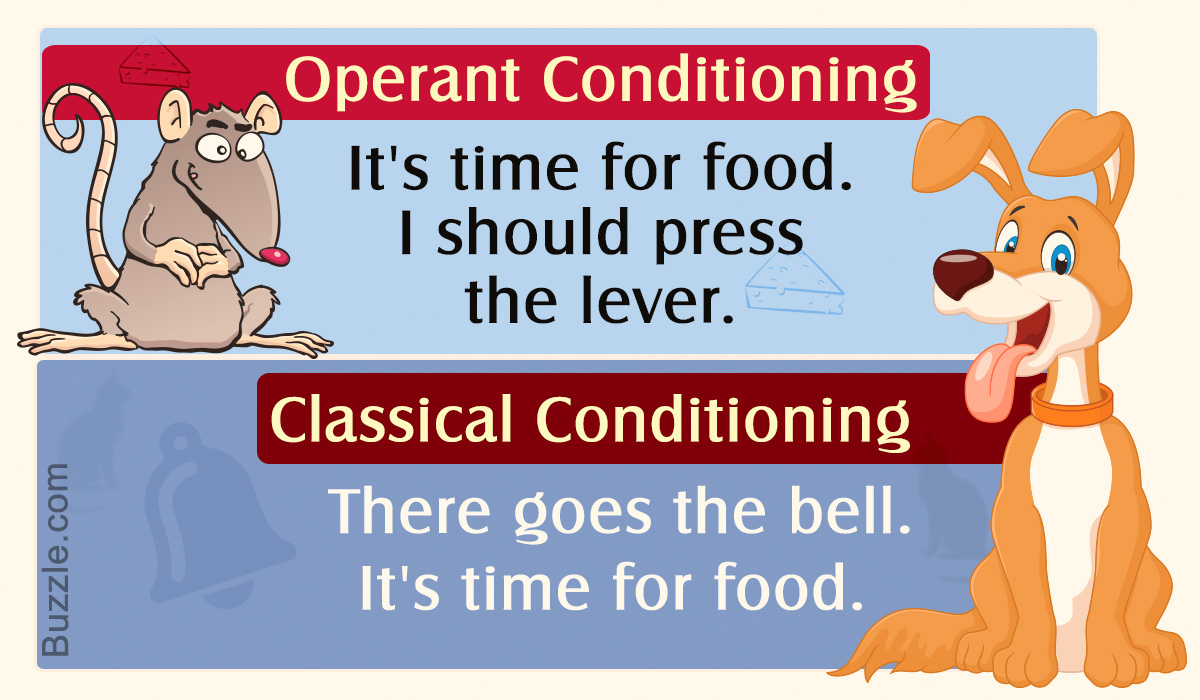 Operant Conditioning
It's time for food.
I should press
the lever.
Classical Conditioning
There goes the bell.
It's time for food.
Buzzle.com